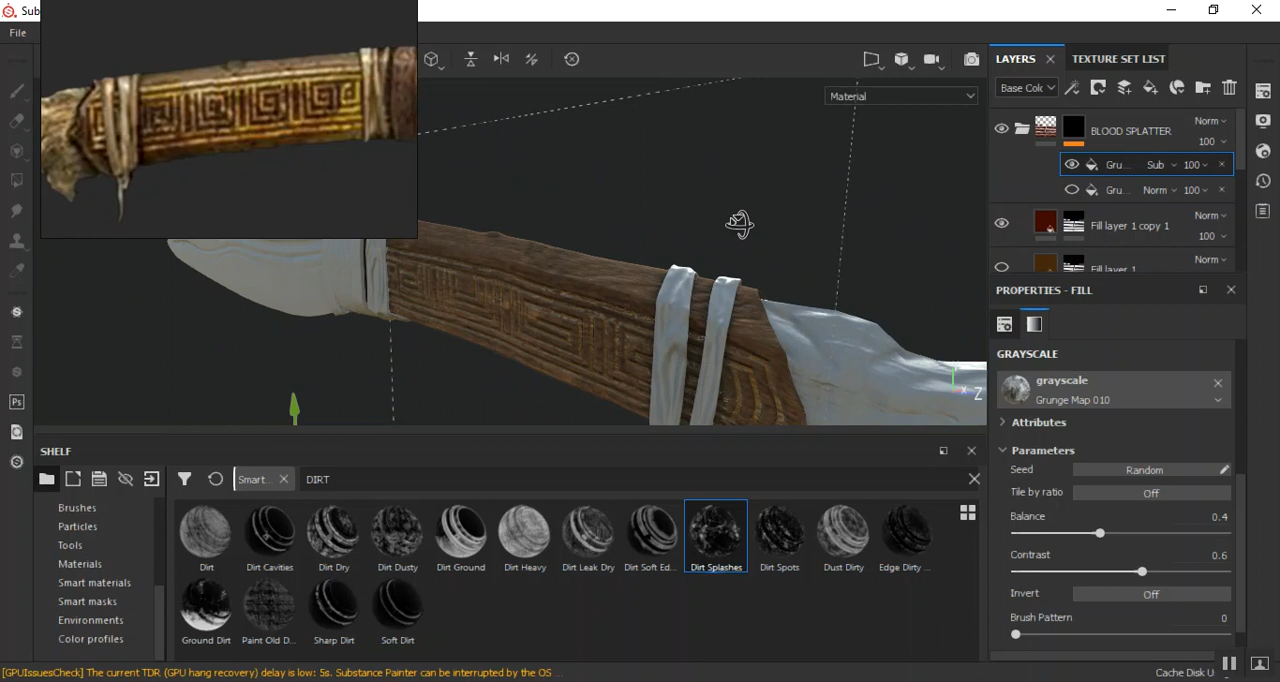 Sub
File
Material
LAYERS
TEXTURE SET LIST
Base Col
BLOOD SPLATTER
Norm
100
Gru...
Sub
100
Gru...
Norm
100
Fill layer 1 copy 1
Norm
100
Fill layer 1
Norm
PROPERTIES - FILL
GRAYSCALE
grayscale
Grunge Map 010
Attributes
Parameters
Seed
Random
Tile by ratio
Off
Balance
0.4
Contrast
0.6
Invert
Off
Brush Pattern
0
Z
Ps
SHELF
Smart...
DIRT
Brushes
Particles
Tools
Materials
Smart materials
Smart masks
Environments
Color profiles
Dirt
Dirt Cavities
Dirt Dry
Dirt Dusty
Dirt Ground
Dirt Heavy
Dirt Leak Dry
Dirt Soft Ed...
Dirt Splashes
Dirt Spots
Dust Dirty
Edge Dirty ...
Ground Dirt
Paint Old D...
Sharp Dirt
Soft Dirt
[GPUIssuesCheck] The current TDR (GPU hang recovery) delay is low: 5s. Substance Painter can be interrupted by the OS ...
Cache Disk U